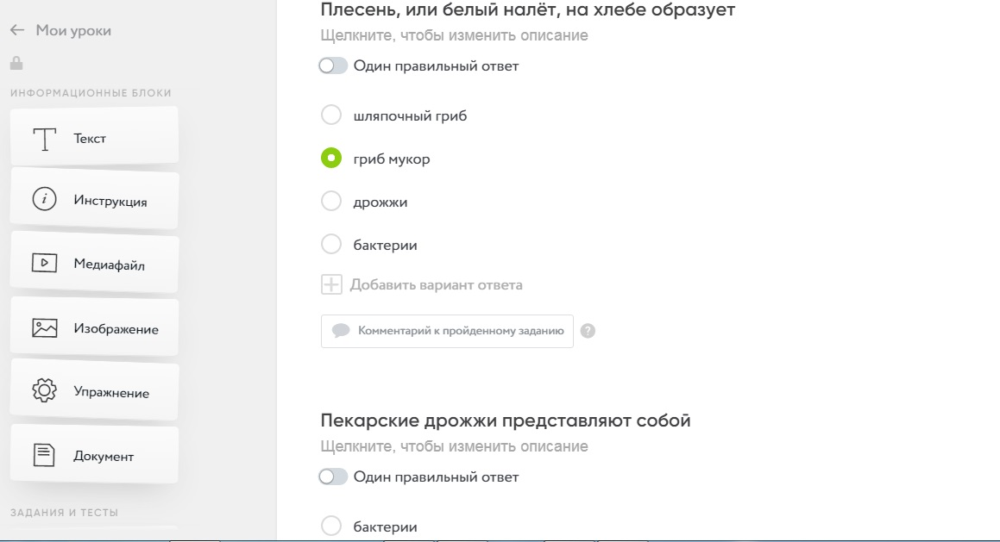 Мои уроки
ИНФОРМАЦИОННЫЕ БЛОКИ
Текст
Инструкция
Медиафайл
Изображение
Упражнение
Документ
ЗАДАНИЯ И ТЕСТЫ
Плесень, или белый налёт, на хлебе образует
Щелкните, чтобы изменить описание
Один правильный ответ
шляпочный гриб
гриб мукор
дрожжи
бактерии
Добавить вариант ответа
Комментарий к пройденному заданию ?
Пекарские дрожжи представляют собой
Щелкните, чтобы изменить описание
Один правильный ответ
бактерии